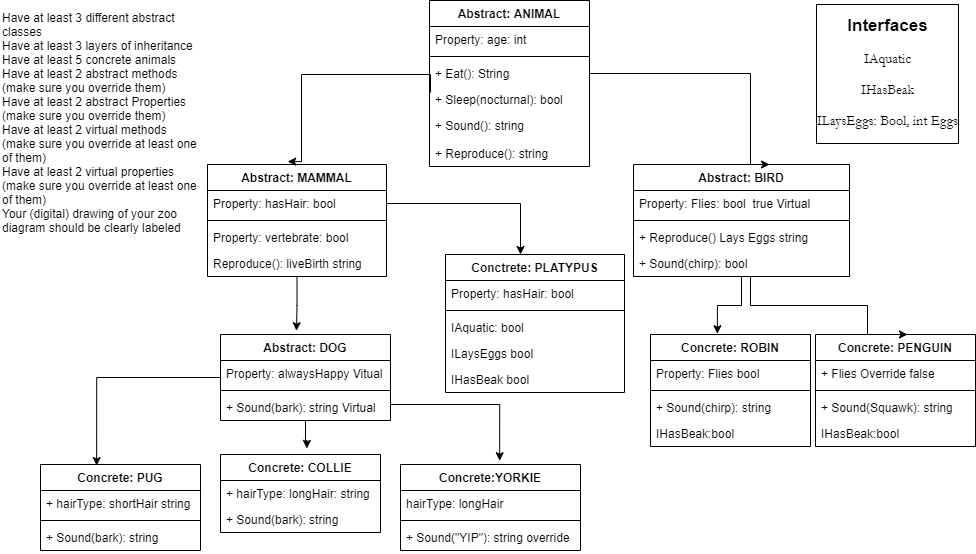 Have at least 3 different abstract
classes
Have at least 3 layers of inheritance
Have at least 5 concrete animals
Have at least 2 abstract methods
(make sure you override them)
Have at least 2 abstract Properties
(make sure you override them)
Have at least 2 virtual methods
(make sure you override at least one
of them)
Have at least 2 virtual properties
(make sure you override at least one
of them)
Your (digital) drawing of your zoo
diagram should be clearly labeled
Abstract: ANIMAL
Property: age: int
+ Eat(): String
+ Sleep(nocturnal): bool
+ Sound(): string
+ Reproduce(): string
Interfaces
IAquatic
IHasBeak
ILaysEggs: Bool, int Eggs
Abstract: MAMMAL
Property: hasHair: bool
Property: vertebrate: bool
Reproduce(): liveBirth string
Abstract: BIRD
Property: Flies: bool true Virtual
+ Reproduce() Lays Eggs string
+ Sound(chirp): bool
Conctrete: PLATYPUS
Property: hasHair: bool
IAquatic: bool
ILaysEggs bool
IHasBeak bool
Abstract: DOG
Property: alwaysHappy Vitual
+ Sound(bark): string Virtual
Concrete: ROBIN
Property: Flies bool
+ Sound(chirp): string
IHasBeak:bool
Concrete: PENGUIN
+ Flies Override false
+ Sound(Squawk): string
IHasBeak:bool
Concrete: PUG
+ hairType: shortHair string
+ Sound(bark): string
Concrete: COLLIE
+ hairType: longHair: string
+ Sound(bark): string
Concrete:YORKIE
hairType: longHair
+ Sound("YIP"): string override